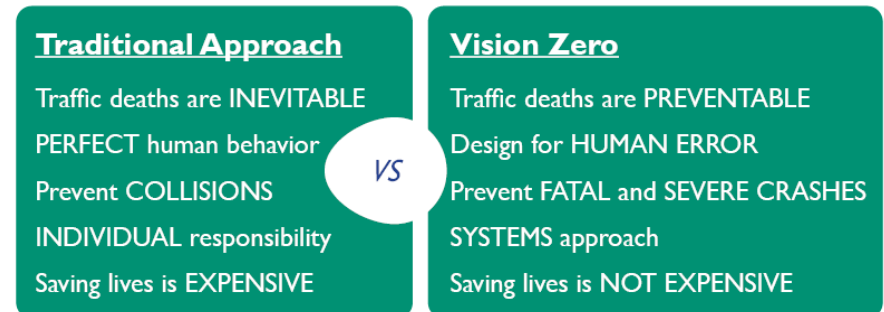 Traditional Approach
Traffic deaths are INEVITABLE
PERFECT human behavior
Prevent COLLISIONS
INDIVIDUAL responsibility
Saving lives is EXPENSIVE
VS
Vision Zero
Traffic deaths are PREVENTABLE
Design for HUMAN ERROR
Prevent FATAL and SEVERE CRASHES
SYSTEMS approach
Saving lives is NOT EXPENSIVE